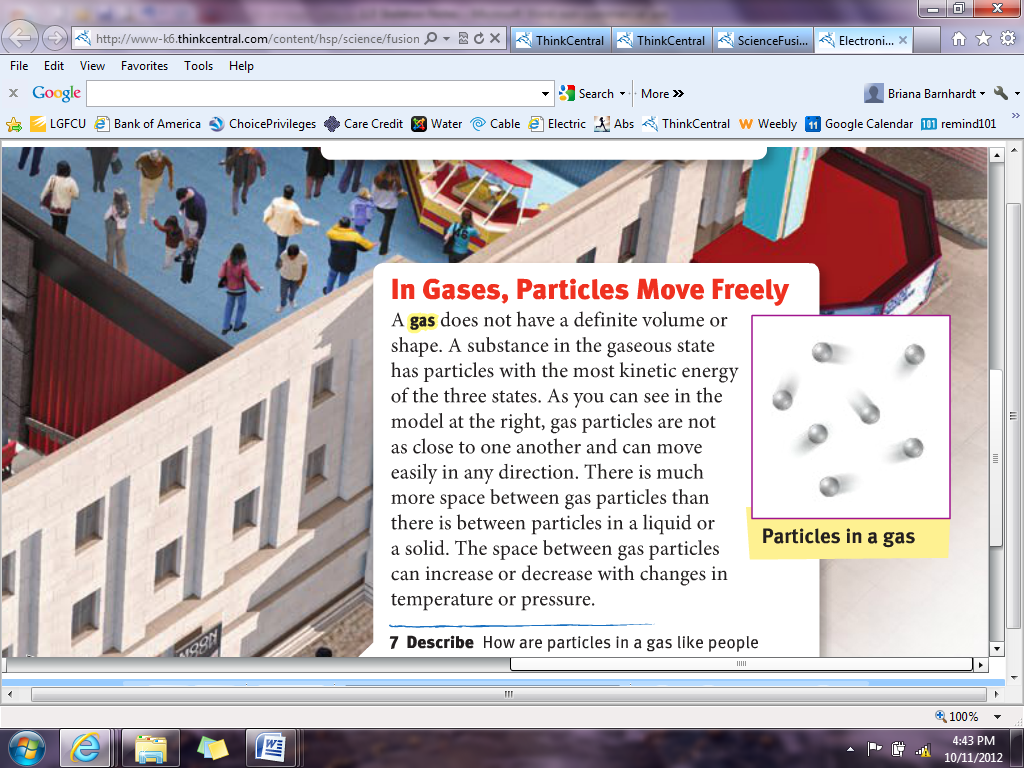 http://www-k6.thinkcentral.com/content/hsp/science/fusion
ThinkCentral
ThinkCentral
ScienceFusi...
Electroni...
File Edit View Favorites Tools Help
x Google Search More »
Briana Barnhardt
LGFCU Bank of America ChoicePrivileges Care Credit Water Cable Electric Abs ThinkCentral Weebly 11 Google Calendar 101 remind101
In Gases, Particles Move Freely
A gas does not have a definite volume or
shape. A substance in the gaseous state
has particles with the most kinetic energy
of the three states. As you can see in the
model at the right, gas particles are not
as close to one another and can move
easily in any direction. There is much
more space between gas particles than
there is between particles in a liquid or
a solid. The space between gas particles
can increase or decrease with changes in
temperature or pressure.
Particles in a gas
7 Describe How are particles in a gas like people
MOON
100%
4:43 PM
10/11/2012